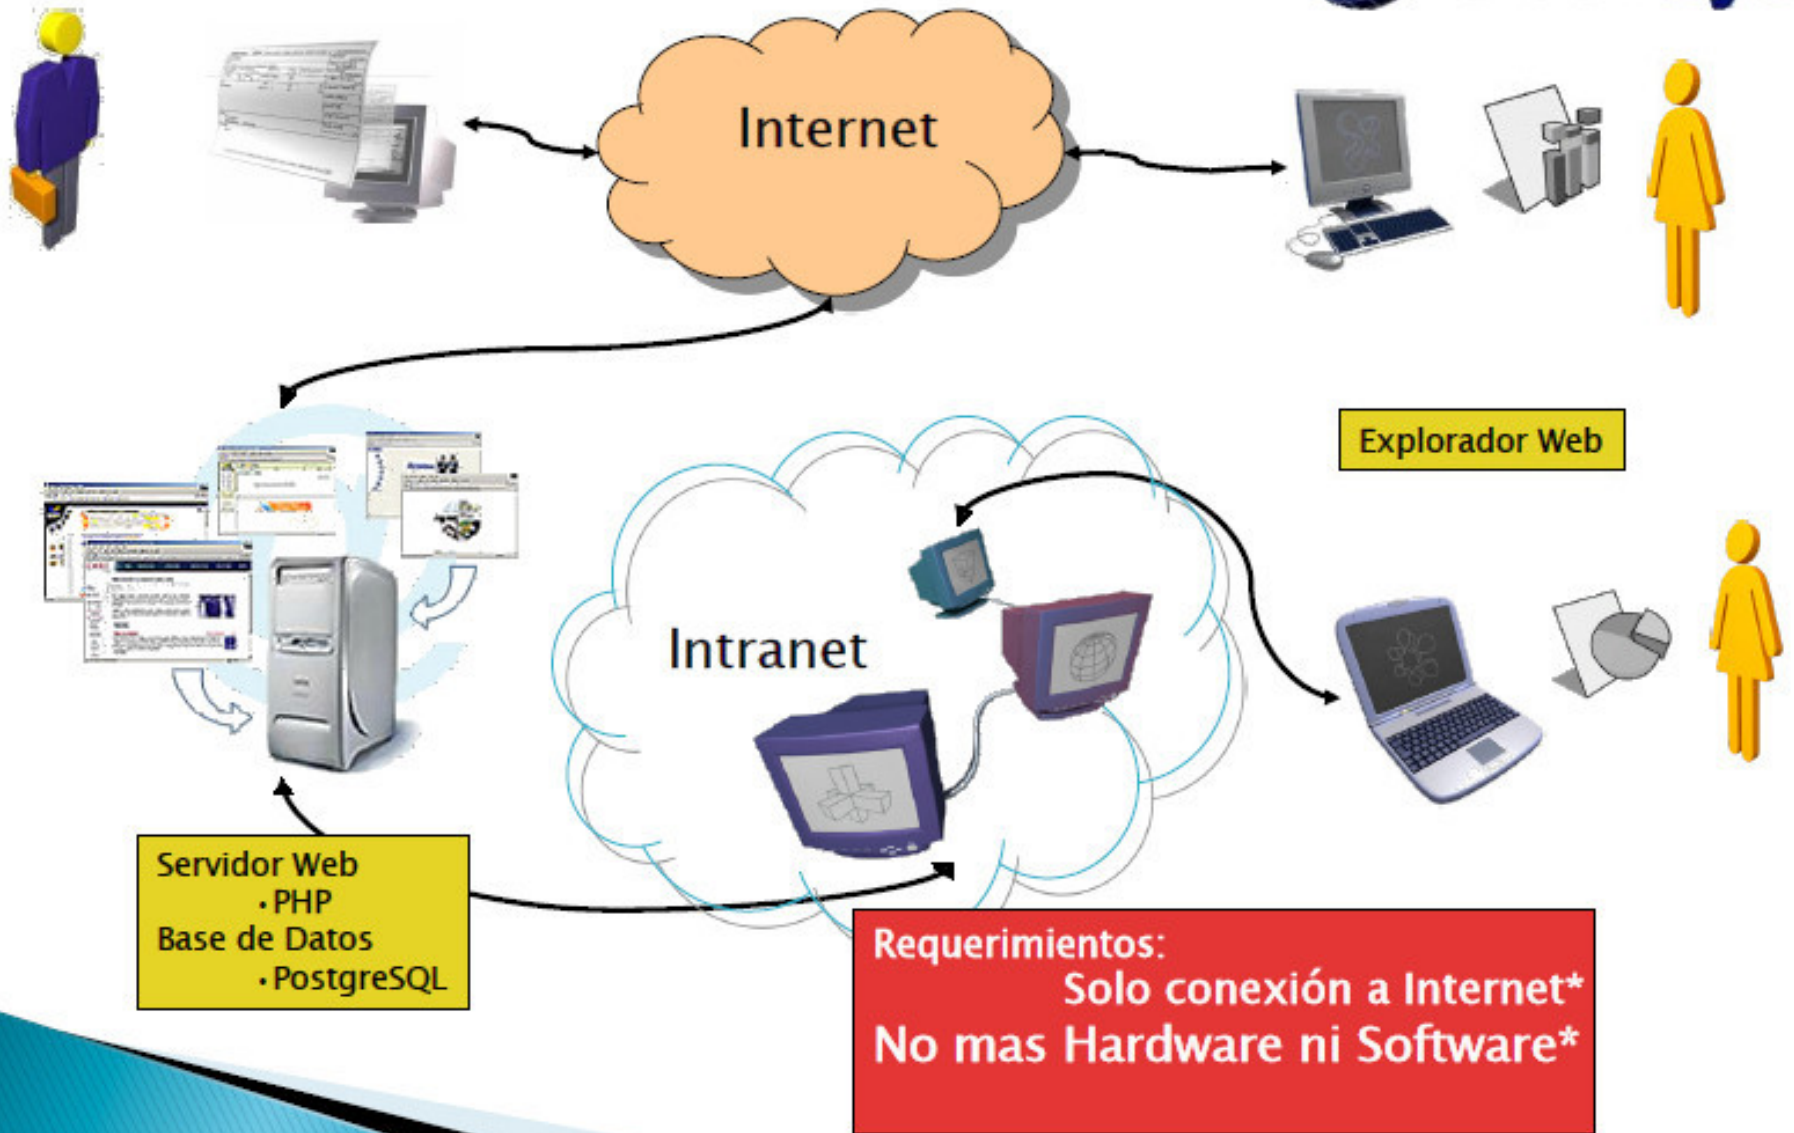 Internet
Explorador Web
Intranet
Servidor Web
• PHP
Base de Datos
• PostgreSQL
Requerimientos:
Solo conexión a Internet*
No mas Hardware ni Software*